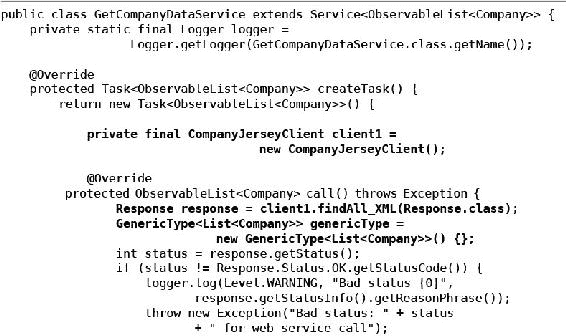 public class GetCompanyDataService extends Service<ObservableList<Company>> {
    private static final Logger logger =
                  Logger.getLogger(GetCompanyDataService.class.getName());
    @Override
    protected Task<ObservableList<Company>> createTask() {
        return new Task<ObservableList<Company>>() {
            private final CompanyJerseyClient client1 =
                                    new CompanyJerseyClient();
            @Override
         protected ObservableList<Company> call() throws Exception {
                Response response = client1.findAll_XML(Response.class);
                GenericType<List<Company>> genericType =
                              new GenericType<List<Company>>() {};
                int status = response.getStatus();
                if (status != Response.Status.OK.getStatusCode()) {
                    logger.log(Level.WARNING, "Bad status {0}",
                           response.getStatusInfo().getReasonPhrase());
                    throw new Exception("Bad status: " + status
                           + " for web service call");